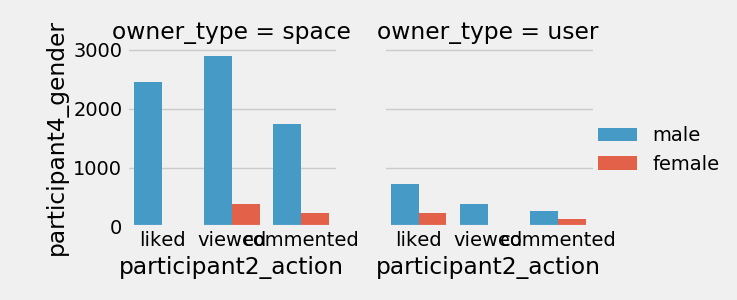 owner_type = space
owner_type = user
participant4_gender
3000
2000
1000
0
liked
viewed
commented
liked
viewed
commented
participant2_action
participant2_action
male
female